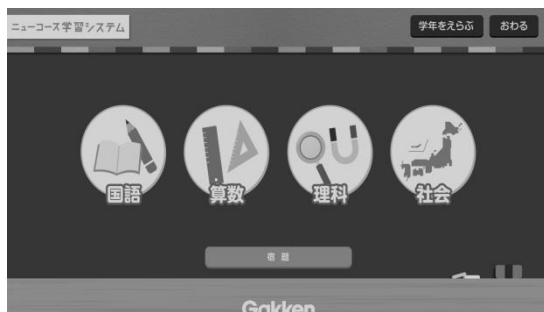 ニューコース学習システム
学年をえらぶ
おわる
国語
算数
理科
社会
宿題
Gakken